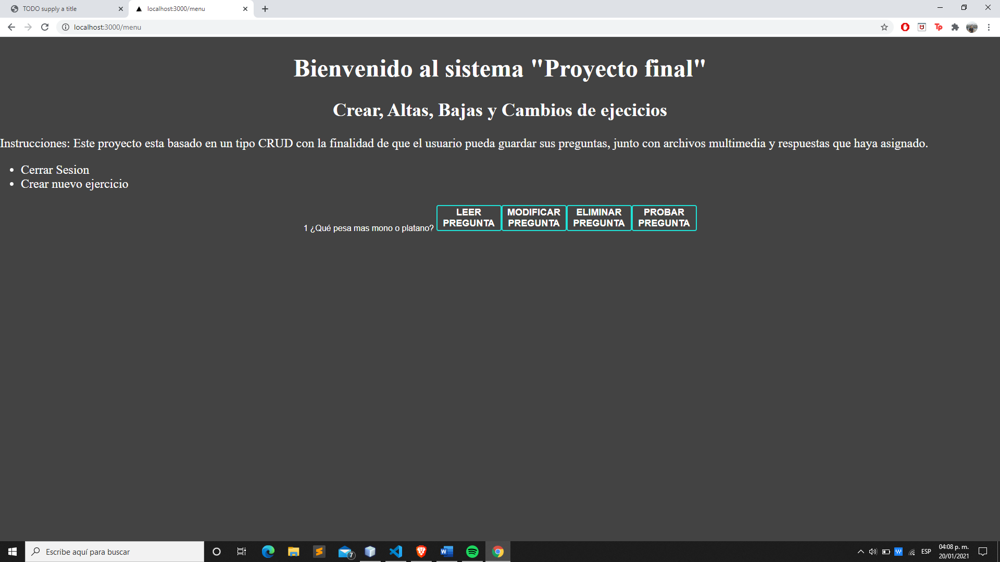 TODO supply a title
localhost:3000/menu
localhost:3000/menu
Bienvenido al sistema "Proyecto final"
Crear, Altas, Bajas y Cambios de ejecicios
Instrucciones: Este proyecto esta basado en un tipo CRUD con la finalidad de que el usuario pueda guardar sus preguntas, junto con archivos multimedia y respuestas que haya asignado.
Cerrar Sesion
Crear nuevo ejercicio
1 ¿Qué pesa mas mono o platano?
LEER
PREGUNTA
MODIFICAR
PREGUNTA
ELIMINAR
PREGUNTA
PROBAR
PREGUNTA
Escribe aquí para buscar
7
ESP
04:08 p. m.
20/01/2021